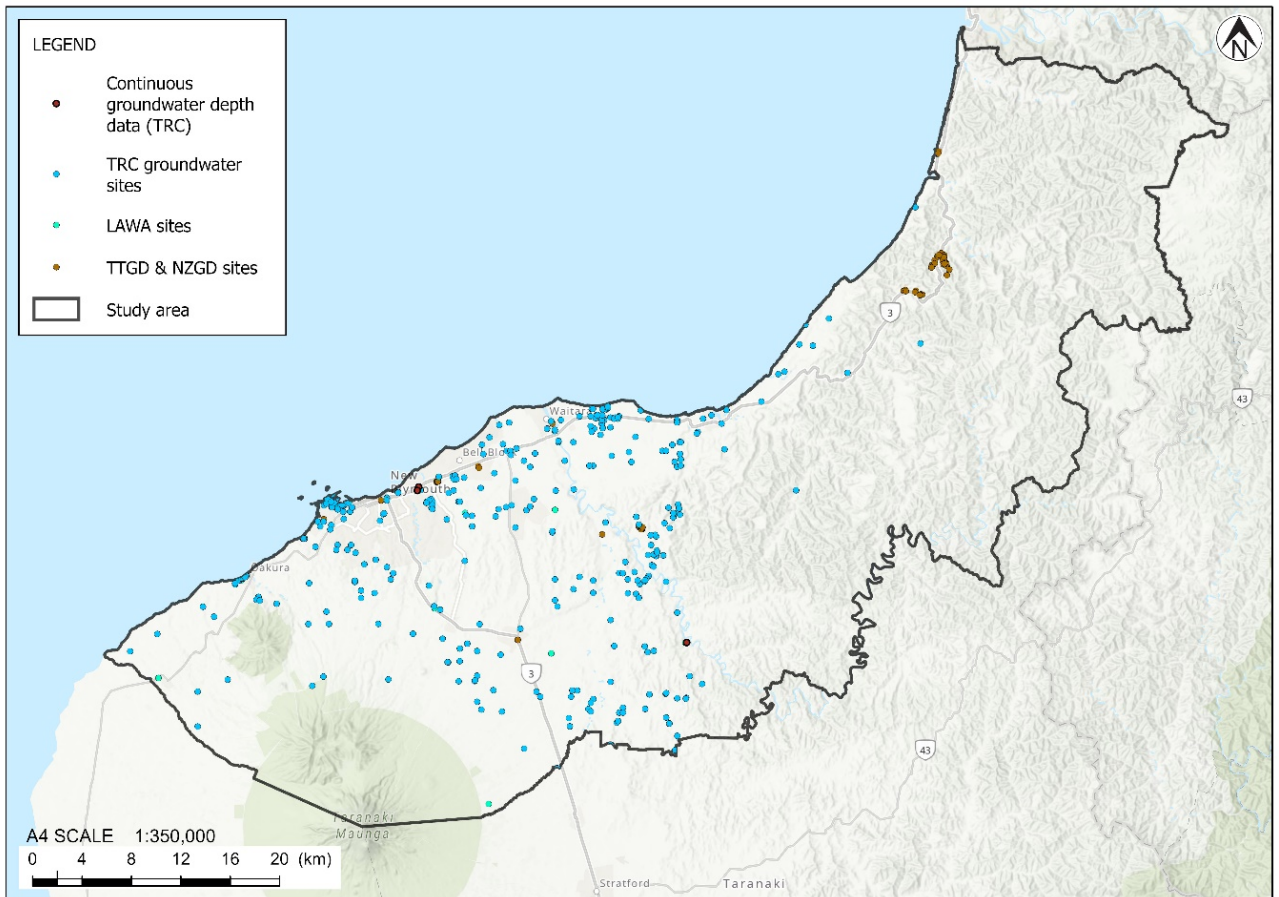 LEGEND
Continuous
groundwater depth
data (TRC)
TRC groundwater
sites
LAWA sites
TTGD & NZGD sites
Study area
N
3
43
Waitara
Bell Block
New
Plymouth
Oakura
3
43
Taranaki
Maunga
A4 SCALE 1:350,000
0 4 8 12 16 20 (km)
Stratford
Taranaki